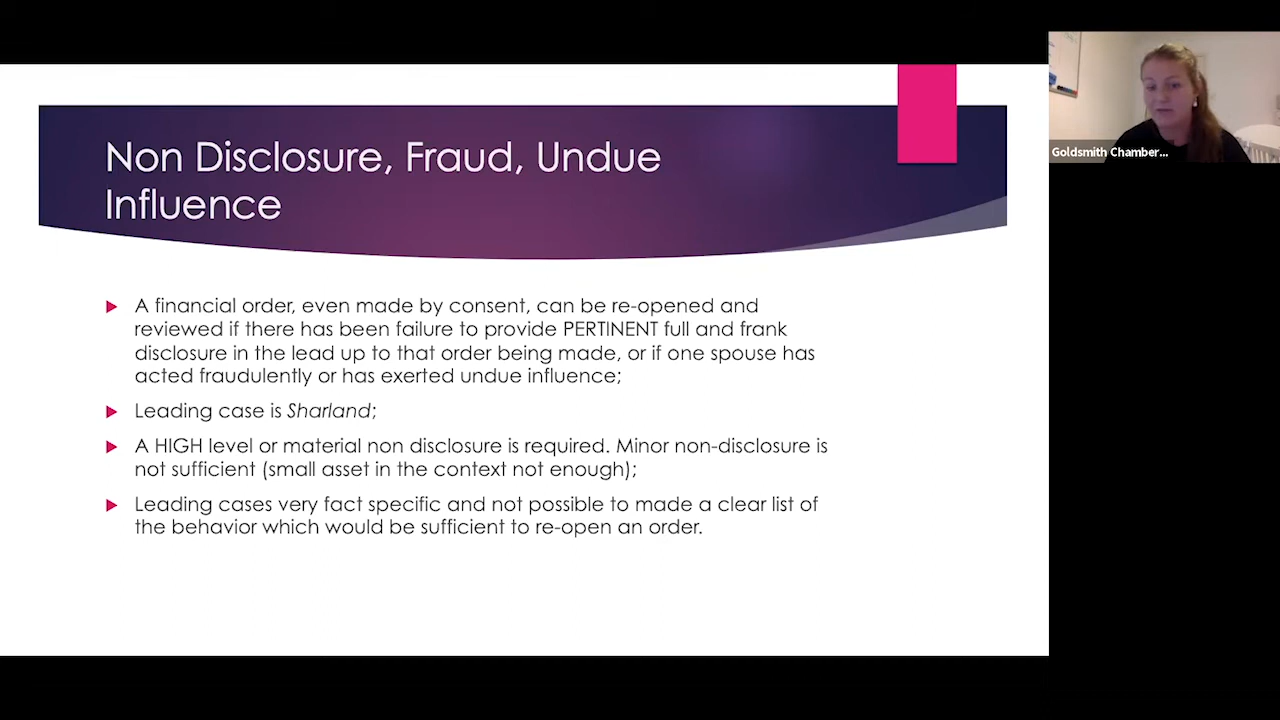 Non Disclosure, Fraud, Undue
Influence
A financial order, even made by consent, can be re-opened and
reviewed if there has been failure to provide PERTINENT full and frank
disclosure in the lead up to that order being made, or if one spouse has
acted fraudulently or has exerted undue influence;
Leading case is Sharland;
A HIGH level or material non disclosure is required. Minor non-disclosure is
not sufficient (small asset in the context not enough);
Leading cases very fact specific and not possible to made a clear list of
the behavior which would be sufficient to re-open an order.
Goldsmith Chamber...